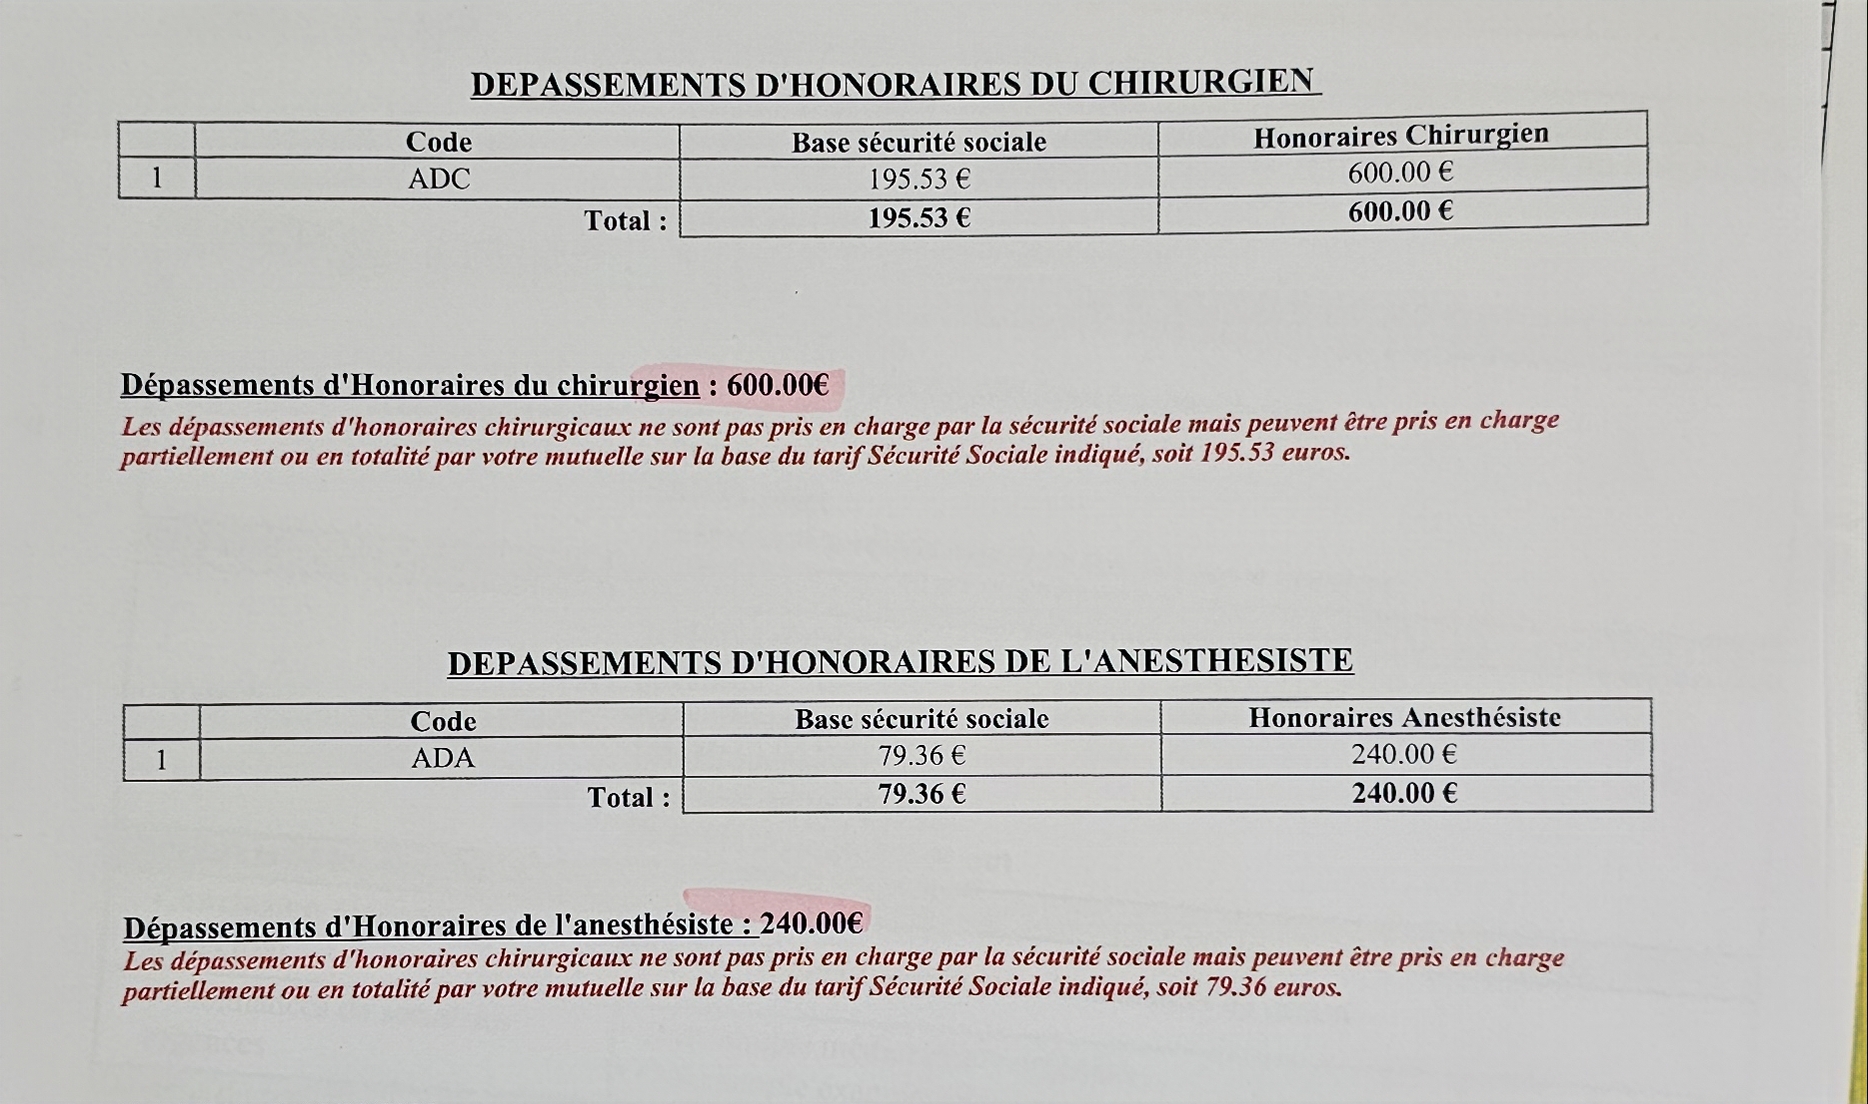 DEPASSEMENTS D'HONORAIRES DU CHIRURGIEN
Code Base sécurité sociale Honoraires Chirurgien
1 ADC 195.53 € 600.00 €
Total : 195.53 € 600.00 €
Dépassements d'Honoraires du chirurgien : 600.00€
Les dépassements d'honoraires chirurgicaux ne sont pas pris en charge par la sécurité sociale mais peuvent être pris en charge
partiellement ou en totalité par votre mutuelle sur la base du tarif Sécurité Sociale indiqué, soit 195.53 euros.
DEPASSEMENTS D'HONORAIRES DE L'ANESTHESISTE
Code Base sécurité sociale Honoraires Anesthésiste
1 ADA 79.36 € 240.00 €
Total : 79.36 € 240.00 €
Dépassements d'Honoraires de l'anesthésiste : 240.00€
Les dépassements d'honoraires chirurgicaux ne sont pas pris en charge par la sécurité sociale mais peuvent être pris en charge
partiellement ou en totalité par votre mutuelle sur la base du tarif Sécurité Sociale indiqué, soit 79.36 euros.